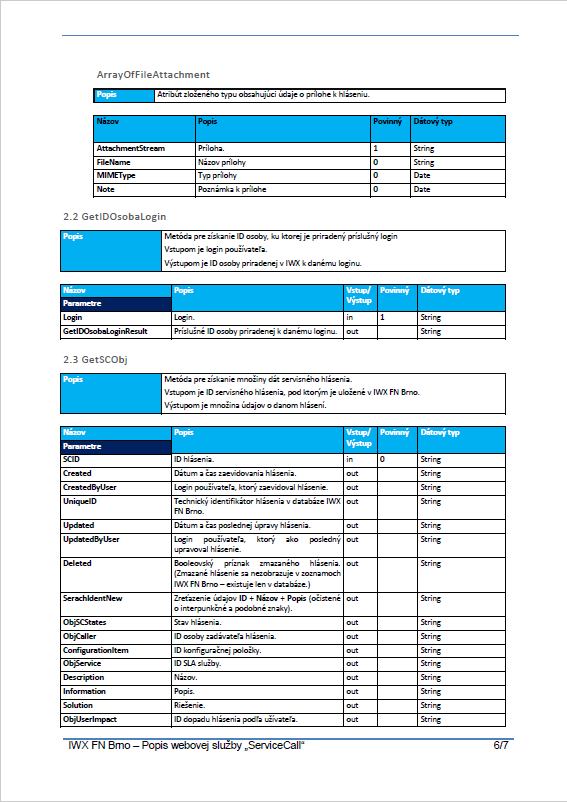 ArrayOfFileAttachment
Popis Atribút zloženého typu obsahujúci údaje o prílohe k hláseniu.
Názov Popis Povinný Dátový typ
AttachmentStream Príloha. 1 String
FileName Názov prílohy 0 String
MIMEType Typ prílohy 0 Date
Note Poznámka k prílohe 0 Date
2.2 GetIDOsobaLogin
Popis Metóda pre získanie ID osoby, ku ktorej je priradený príslušný login
Vstupom je login používateľa.
Výstupom je ID osoby priradenej v IWX k danému loginu.
Názov Popis Vstup/ Povinný Dátový typ
Parametre Výstup
Login Login. in 1 String
GetIDOsobaLoginResult Príslušné ID osoby priradenej k danému loginu. out String
2.3 GetSCObj
Popis Metóda pre získanie množiny dát servisného hlásenia.
Vstupom je ID servisného hlásenia, pod ktorým je uložené v IWX FN Brno.
Výstupom je množina údajov o danom hlásení.
Názov Popis Vstup/ Povinný Dátový typ
Parametre Výstup
SCID ID hlásenia. in 0 String
Created Dátum a čas zaevidovania hlásenia. out String
CreatedByUser Login používateľa, ktorý zaevidoval hlásenie. out String
UniqueID Technický identifikátor hlásenia v databáze IWX out String
FN Brno.
Updated Dátum a čas poslednej úpravy hlásenia. out String
UpdatedByUser Login používateľa, ktorý ako posledný out String
upravoval hlásenie.
Deleted Booleovský príznak zmazaného hlásenia. out String
(Zmazané hlásenie sa nezobrazuje v zoznamoch
IWX FN Brno – existuje len v databáze.)
SerachIdentNew Zreťazenie údajov ID + Názov + Popis (očistené out String
o interpunkčné a podobné znaky).
ObjSCStates Stav hlásenia. out String
ObjCaller ID osoby zadávateľa hlásenia. out String
ConfigurationItem ID konfiguračnej položky. out String
ObjService ID SLA služby. out String
Description Názov. out String
Information Popis. out String
Solution Riešenie. out String
ObjUserImpact ID dopadu hlásenia podľa užívateľa. out String
IWX FN Brno – Popis webovej služby „ServiceCall“ 6/7